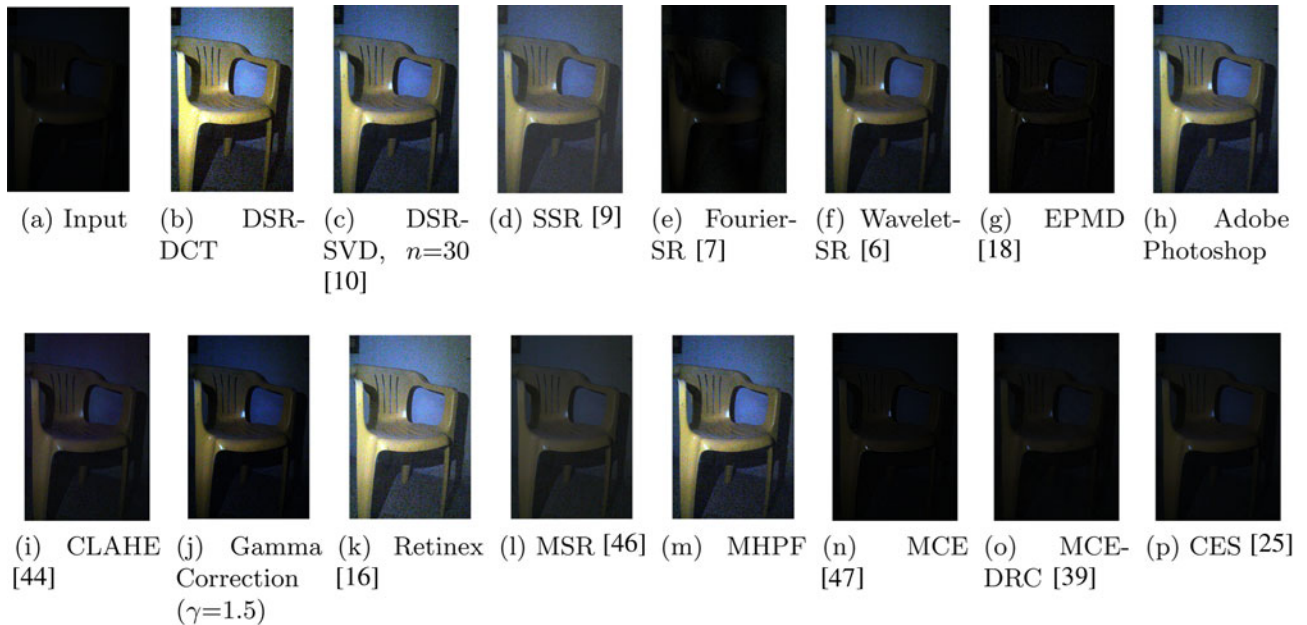 (a) Input
(b) DSR-
DCT
(c) DSR-
SVD, n=30
[10]
(d) SSR [9]
(e) Fourier-
SR [7]
(f) Wavelet-
SR [6]
(g) EPMD
[18]
(h) Adobe
Photoshop
(i) CLAHE
[44]
(j) Gamma
Correction
(γ=1.5)
(k) Retinex
[16]
(l) MSR [46]
(m) MHPF
(n) MCE
[47]
(o) MCE-
DRC [39]
(p) CES [25]